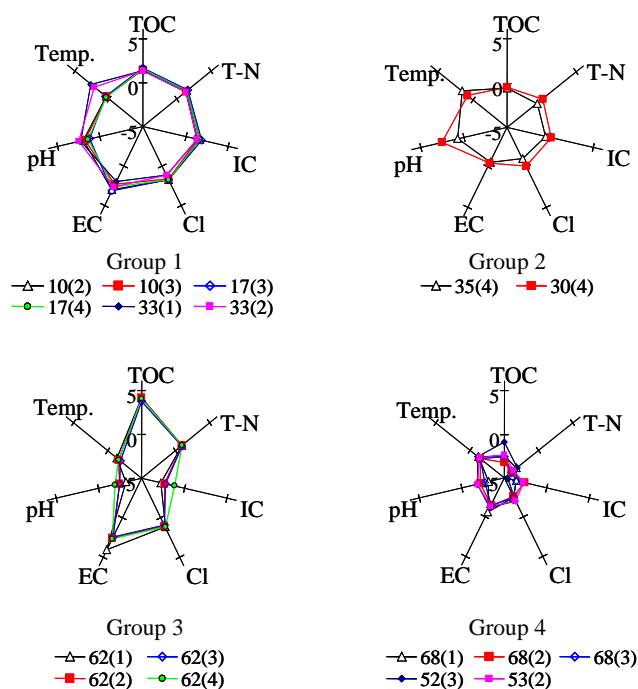 TOC
5
Temp.
T-N
0
-5
pH
IC
EC
Cl
Group 1
10(2) 10(3) 17(3)
17(4) 33(1) 33(2)
TOC
5
Temp.
T-N
0
-5
pH
IC
EC
Cl
Group 2
35(4) 30(4)
TOC
5
Temp.
T-N
0
-5
pH
IC
EC
Cl
Group 3
62(1) 62(3)
62(2) 62(4)
TOC
5
Temp.
T-N
0
-5
pH
IC
EC
Cl
Group 4
68(1) 68(2) 68(3)
52(3) 53(2)